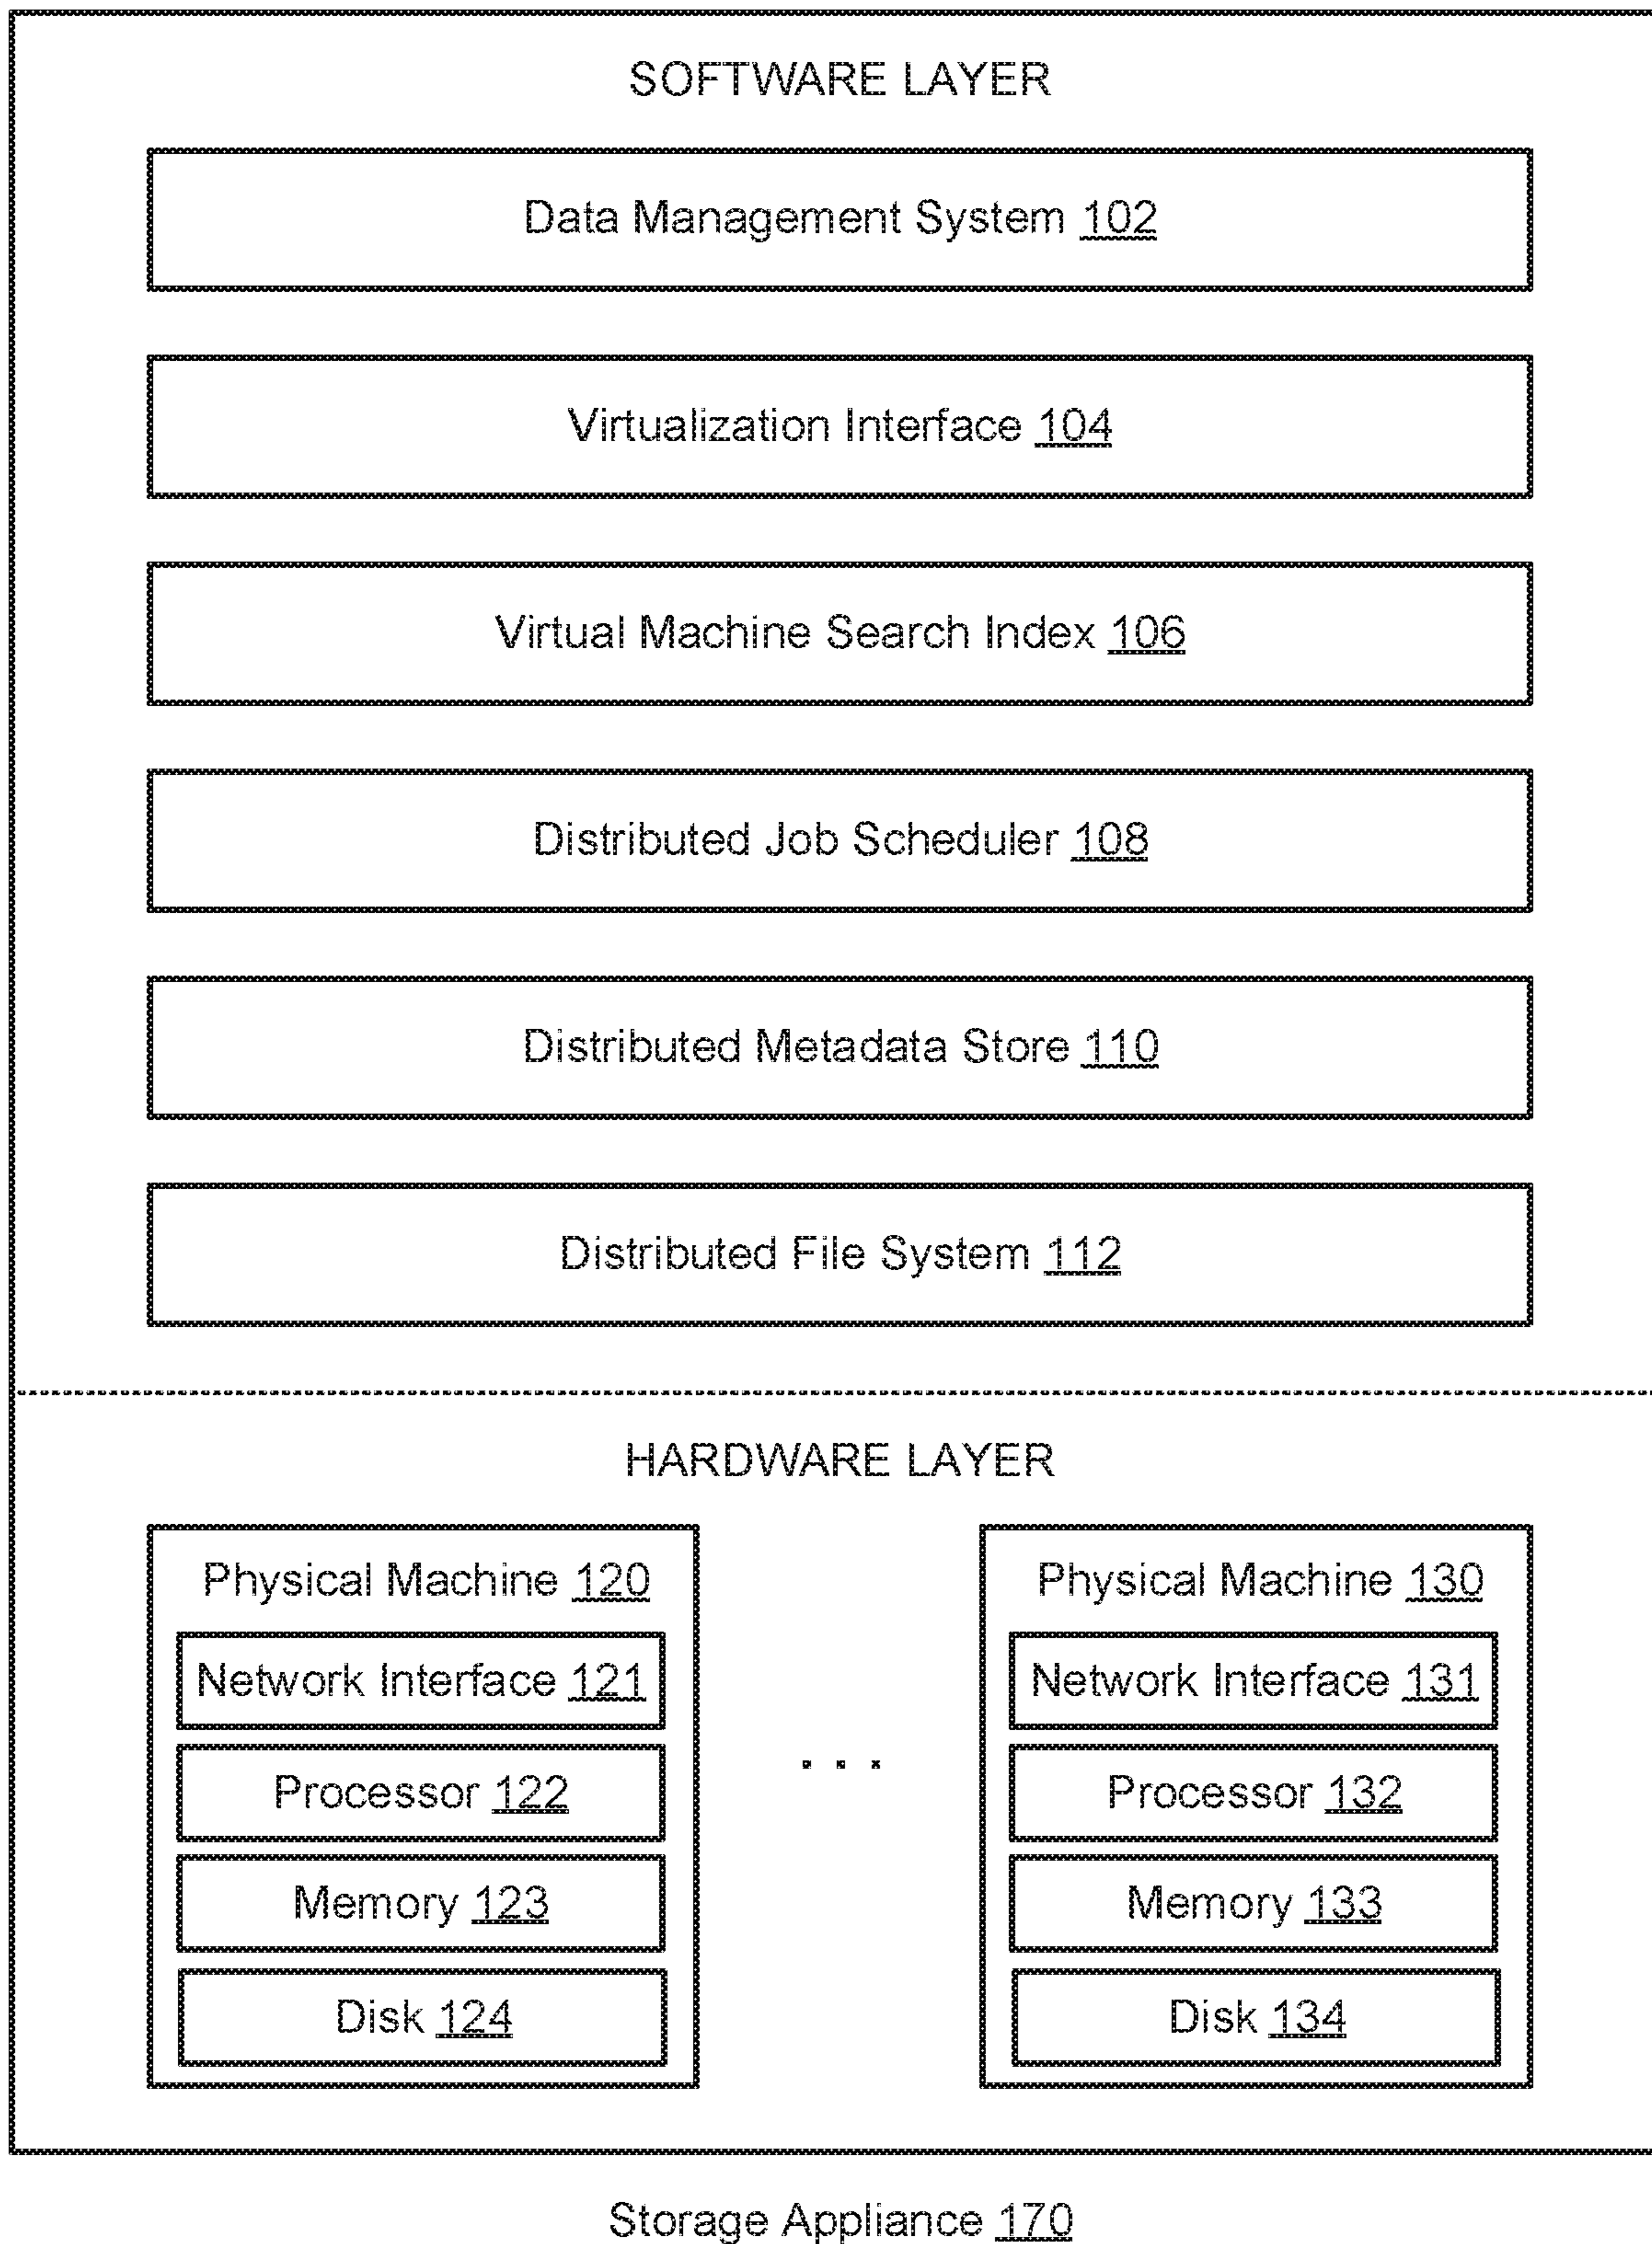 SOFTWARE LAYER
Data Management System 102
Virtualization Interface 104
Virtual Machine Search Index 106
Distributed Job Scheduler 108
Distributed Metadata Store 110
Distributed File System 112
HARDWARE LAYER
Physical Machine 120
Network Interface 121
Processor 122
Memory 123
Disk 124
. . .
Physical Machine 130
Network Interface 131
Processor 132
Memory 133
Disk 134
Storage Appliance 170